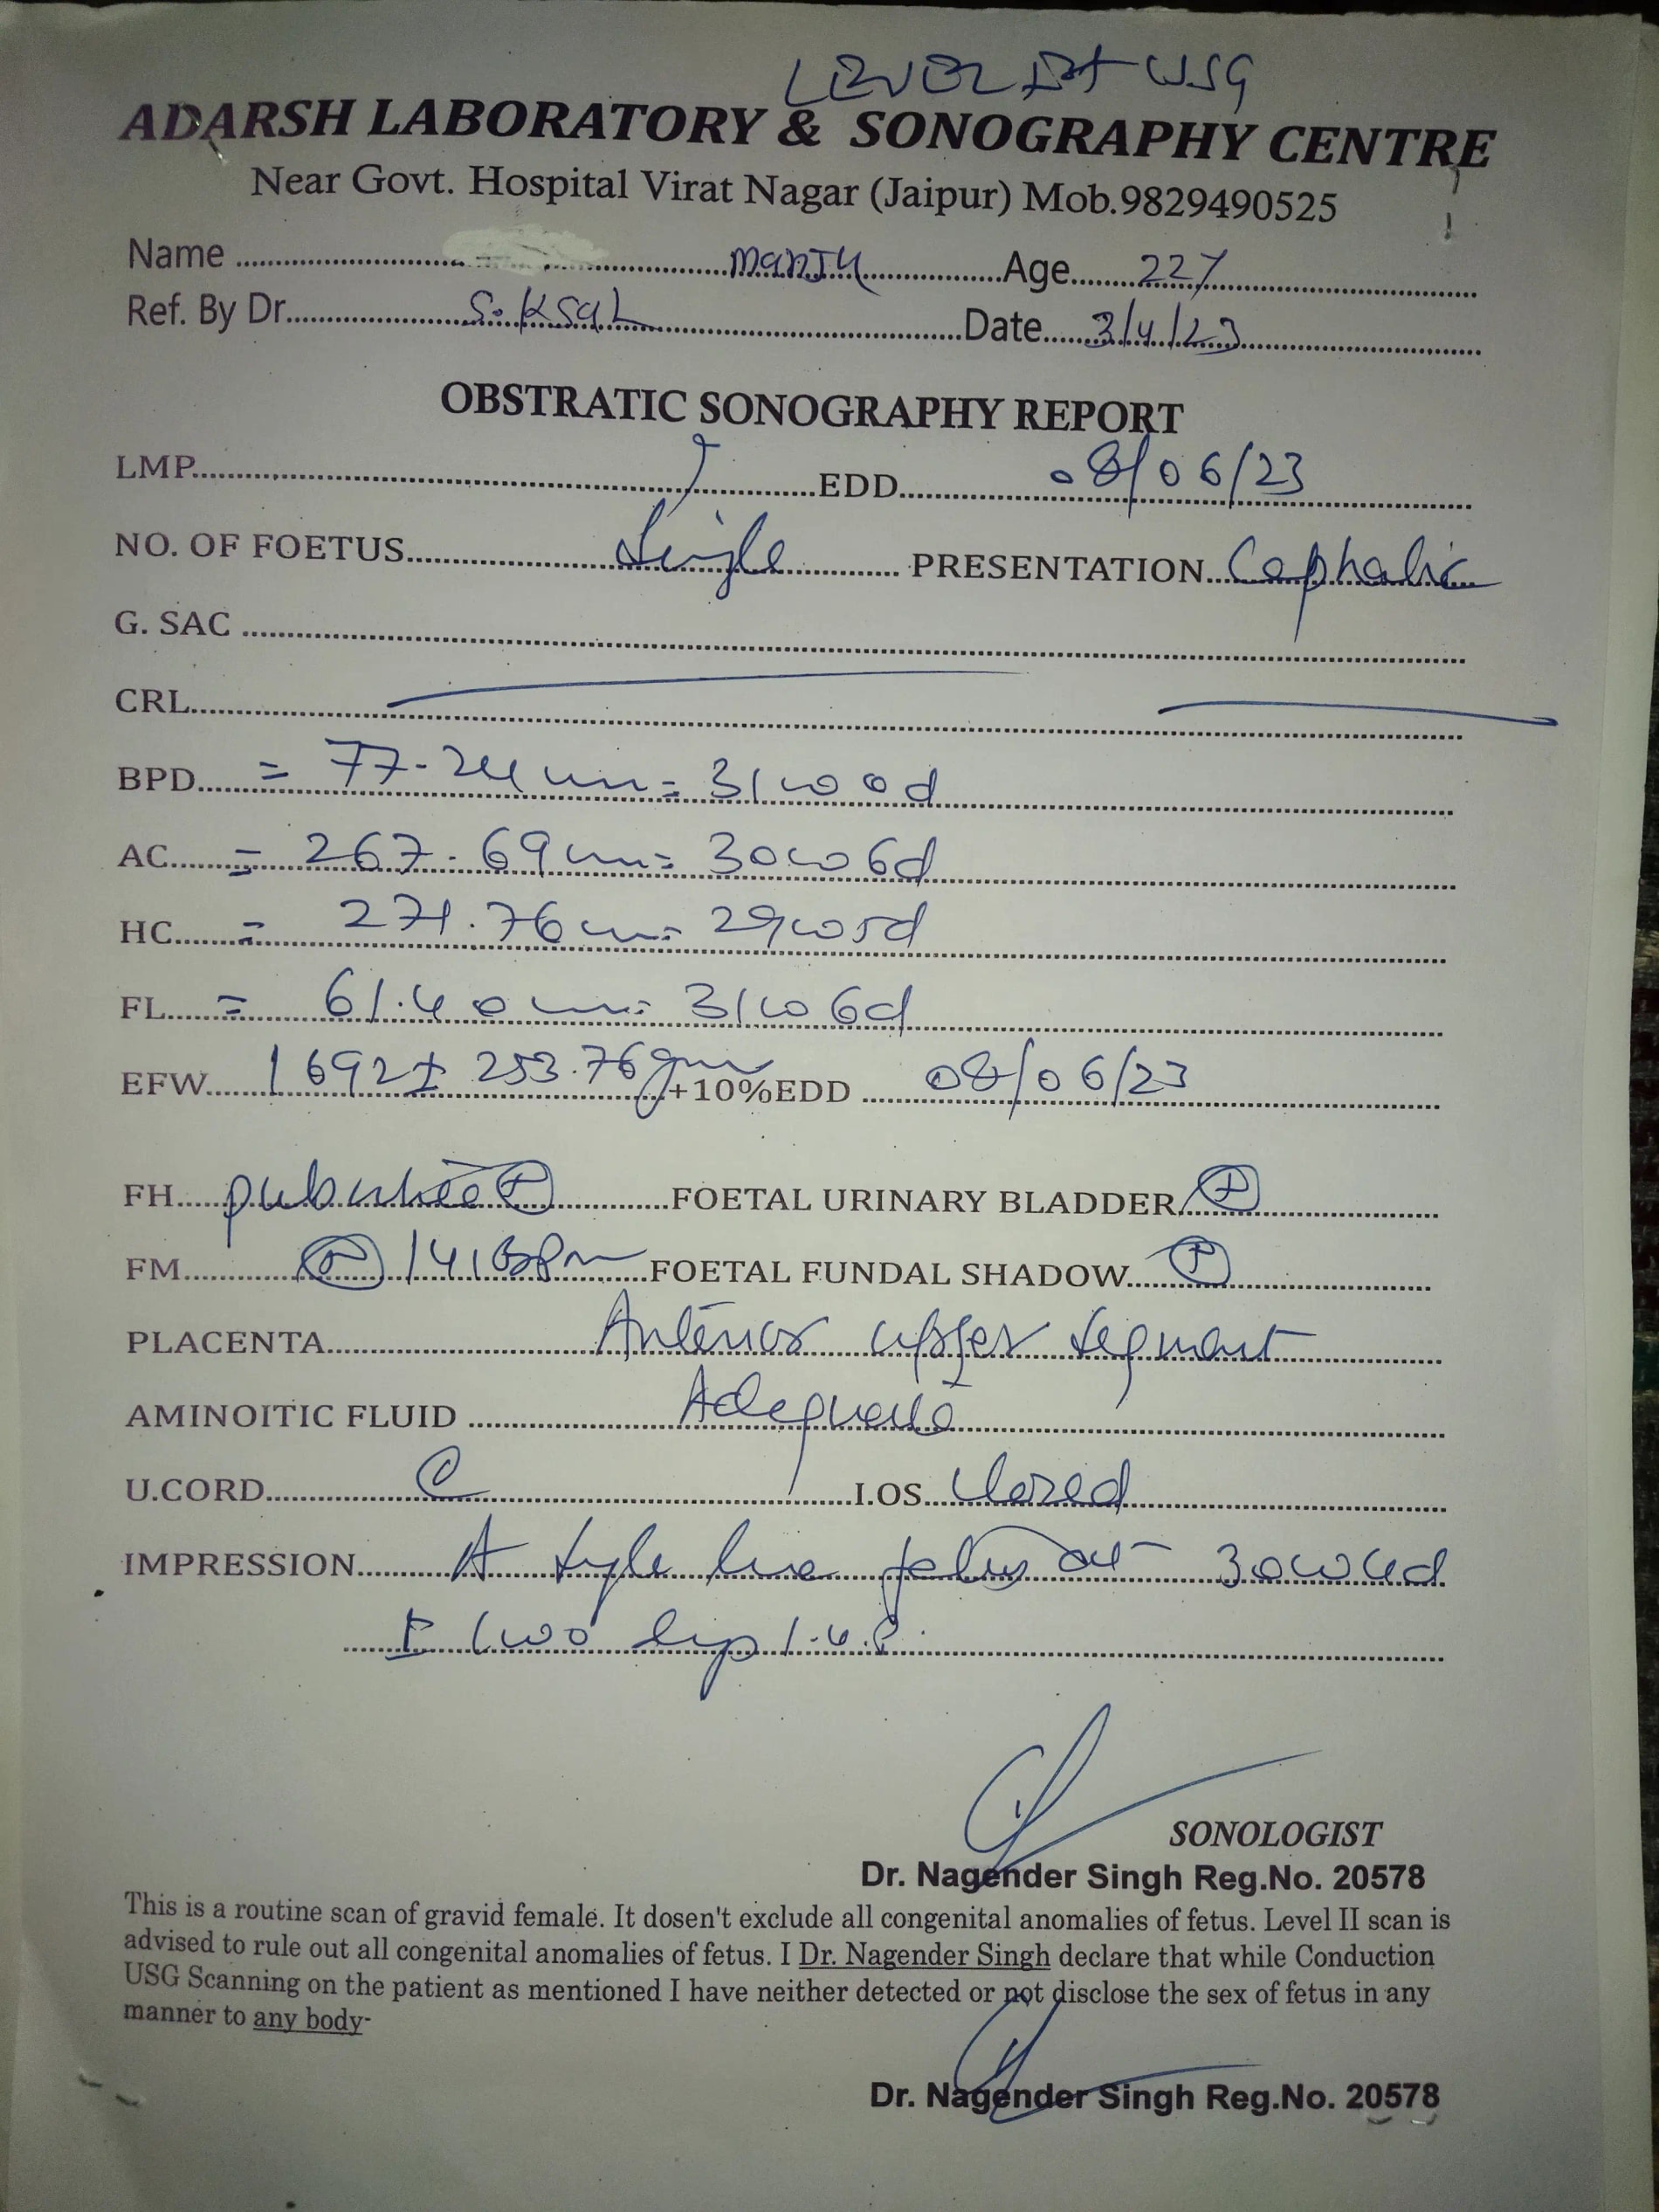 LEVEL Ist USG
ADARSH LABORATORY & SONOGRAPHY CENTRE
Near Govt. Hospital Virat Nagar (Jaipur) Mob.9829490525
Name ........ Manju ........ Age ........ 22Y
Ref. By Dr. ........ Date ........ 3/4/23
OBSTRATIC SONOGRAPHY REPORT
LMP ........ EDD ........ 08/06/23
NO. OF FOETUS ........ Single ........ PRESENTATION ........ Cephalic
G. SAC ........
CRL ........
BPD ........ = 77.24 mm = 31w0d
AC ........ = 267.69 mm = 30w6d
HC ........ = 271.76 mm = 29w5d
FL ........ = 61.40 mm = 31w6d
EFW ........ 1692 ± 253.76 gm +10%EDD ........ 08/06/23
FH ........ pulsatile (+) ........ FOETAL URINARY BLADDER ........ (+)
FM ........ (+) 141 BPM ........ FOETAL FUNDAL SHADOW ........ (+)
PLACENTA ........ Anterior upper segment
AMINOITIC FLUID ........ Adequate
U.CORD ........ I.OS ........ Closed
IMPRESSION ........ A single live fetus at 30w4d
SONOLOGIST
Dr. Nagender Singh Reg.No. 20578
This is a routine scan of gravid female. It dosen't exclude all congenital anomalies of fetus. Level II scan is
advised to rule out all congenital anomalies of fetus. I Dr. Nagender Singh declare that while Conduction
USG Scanning on the patient as mentioned I have neither detected or not disclose the sex of fetus in any
manner to any body-
Dr. Nagender Singh Reg.No. 20578